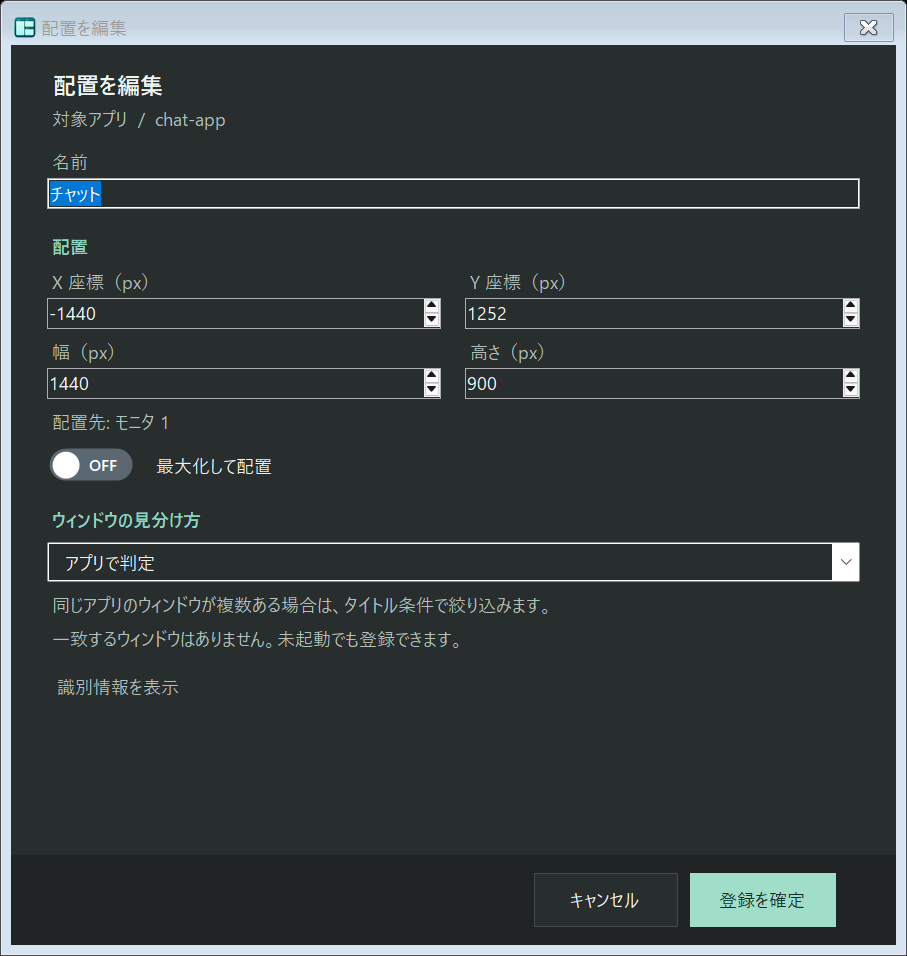 配置を編集
配置を編集
対象アプリ / chat-app
名前
チャット
配置
X 座標（px）
Y 座標（px）
-1440
1252
幅（px）
高さ（px）
1440
900
配置先: モニタ 1
OFF 最大化して配置
ウィンドウの見分け方
アプリで判定
同じアプリのウィンドウが複数ある場合は、タイトル条件で絞り込みます。
一致するウィンドウはありません。未起動でも登録できます。
識別情報を表示
キャンセル
登録を確定